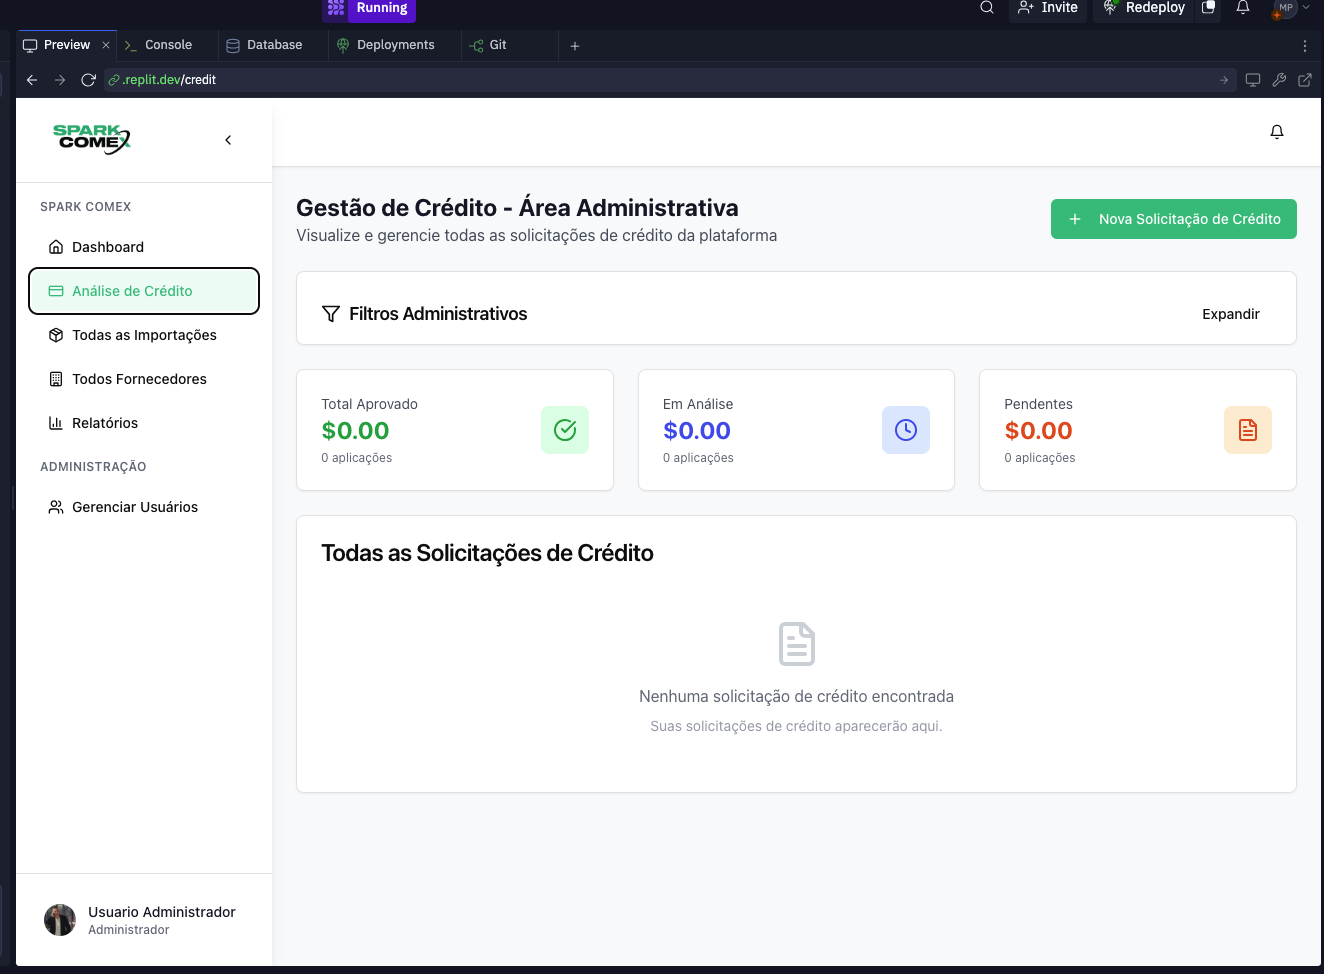 Running
Invite
Redeploy
MP
Preview
Console
Database
Deployments
Git
.replit.dev/credit
SPARK
COMEX
SPARK COMEX
Dashboard
Análise de Crédito
Todas as Importações
Todos Fornecedores
Relatórios
ADMINISTRAÇÃO
Gerenciar Usuários
Usuario Administrador
Administrador
Gestão de Crédito - Área Administrativa
Visualize e gerencie todas as solicitações de crédito da plataforma
Nova Solicitação de Crédito
Filtros Administrativos
Expandir
Total Aprovado
$0.00
0 aplicações
Em Análise
$0.00
0 aplicações
Pendentes
$0.00
0 aplicações
Todas as Solicitações de Crédito
Nenhuma solicitação de crédito encontrada
Suas solicitações de crédito aparecerão aqui.